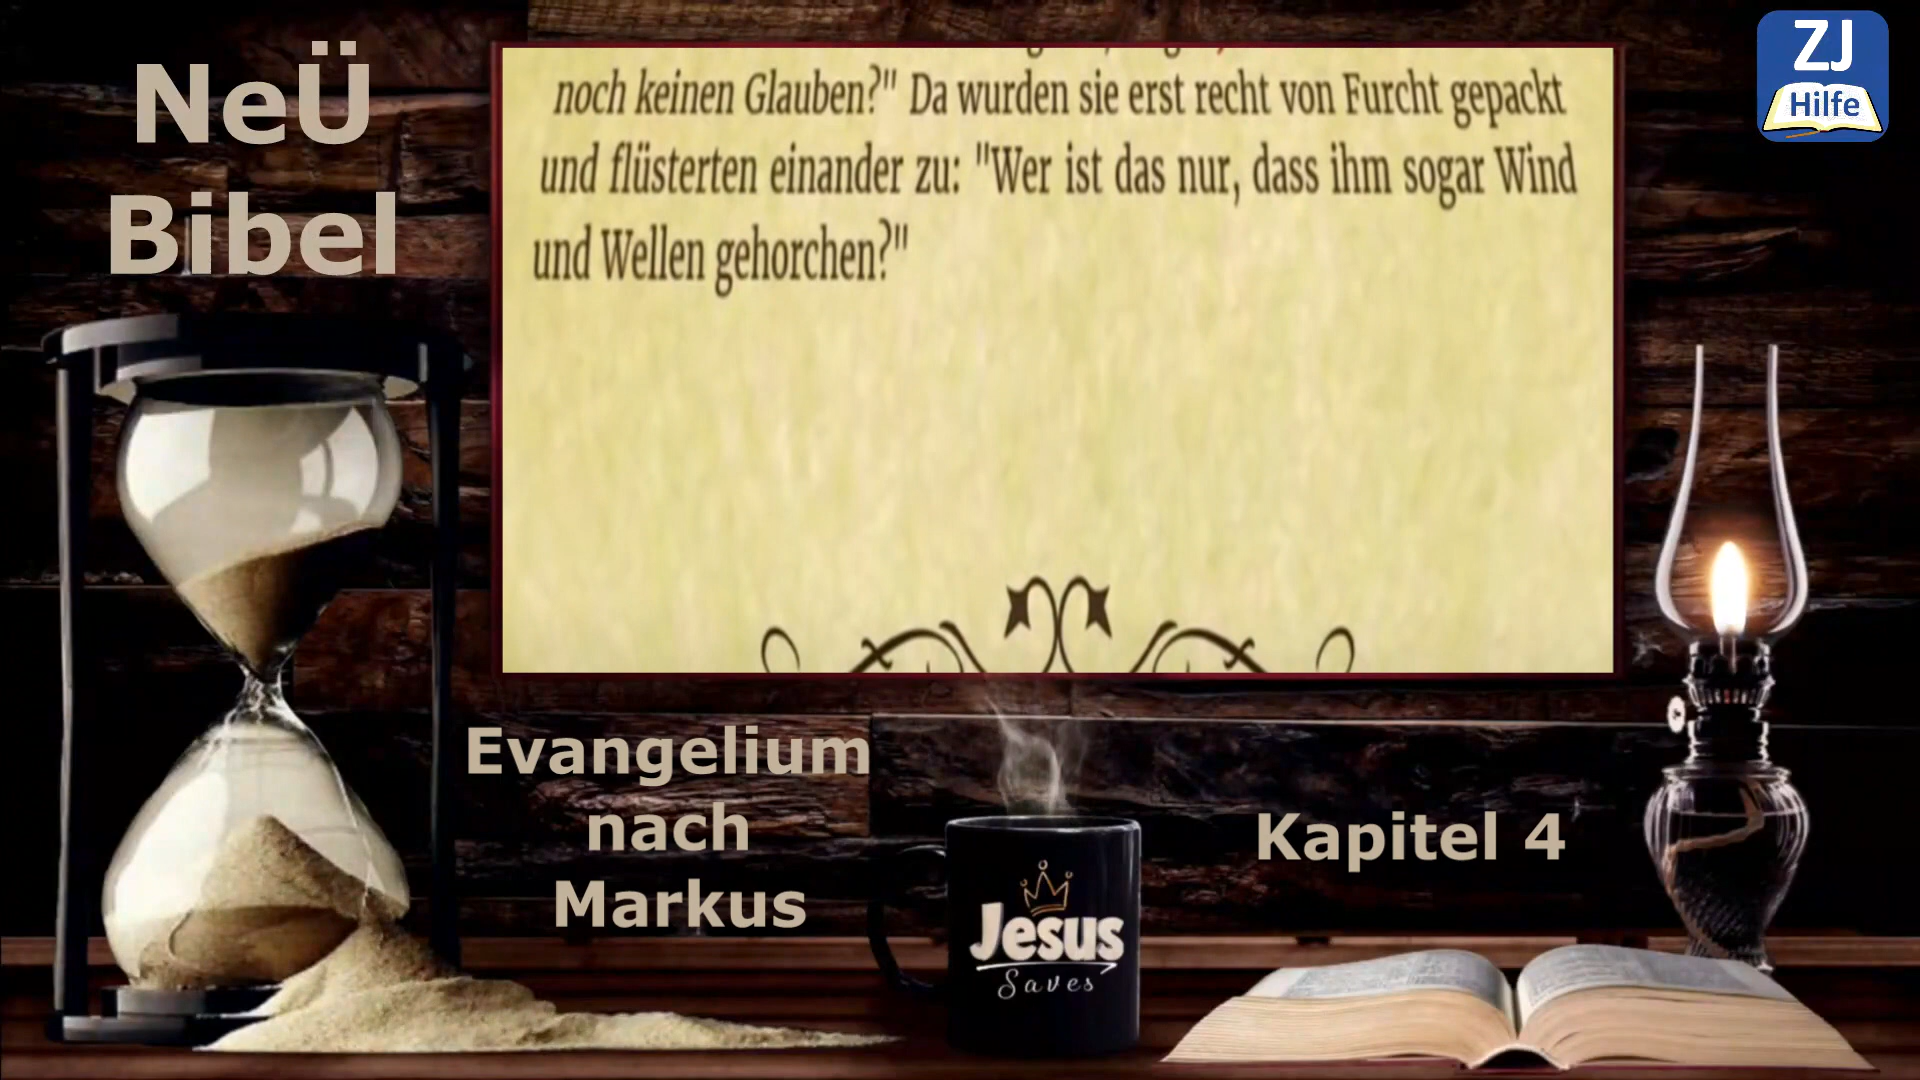 NeÜ
Bibel
noch keinen Glauben?" Da wurden sie erst recht von Furcht gepackt
und flüsterten einander zu: "Wer ist das nur, dass ihm sogar Wind
und Wellen gehorchen?"
ZJ
Hilfe
Evangelium
nach
Markus
Kapitel 4
Jesus
Saves